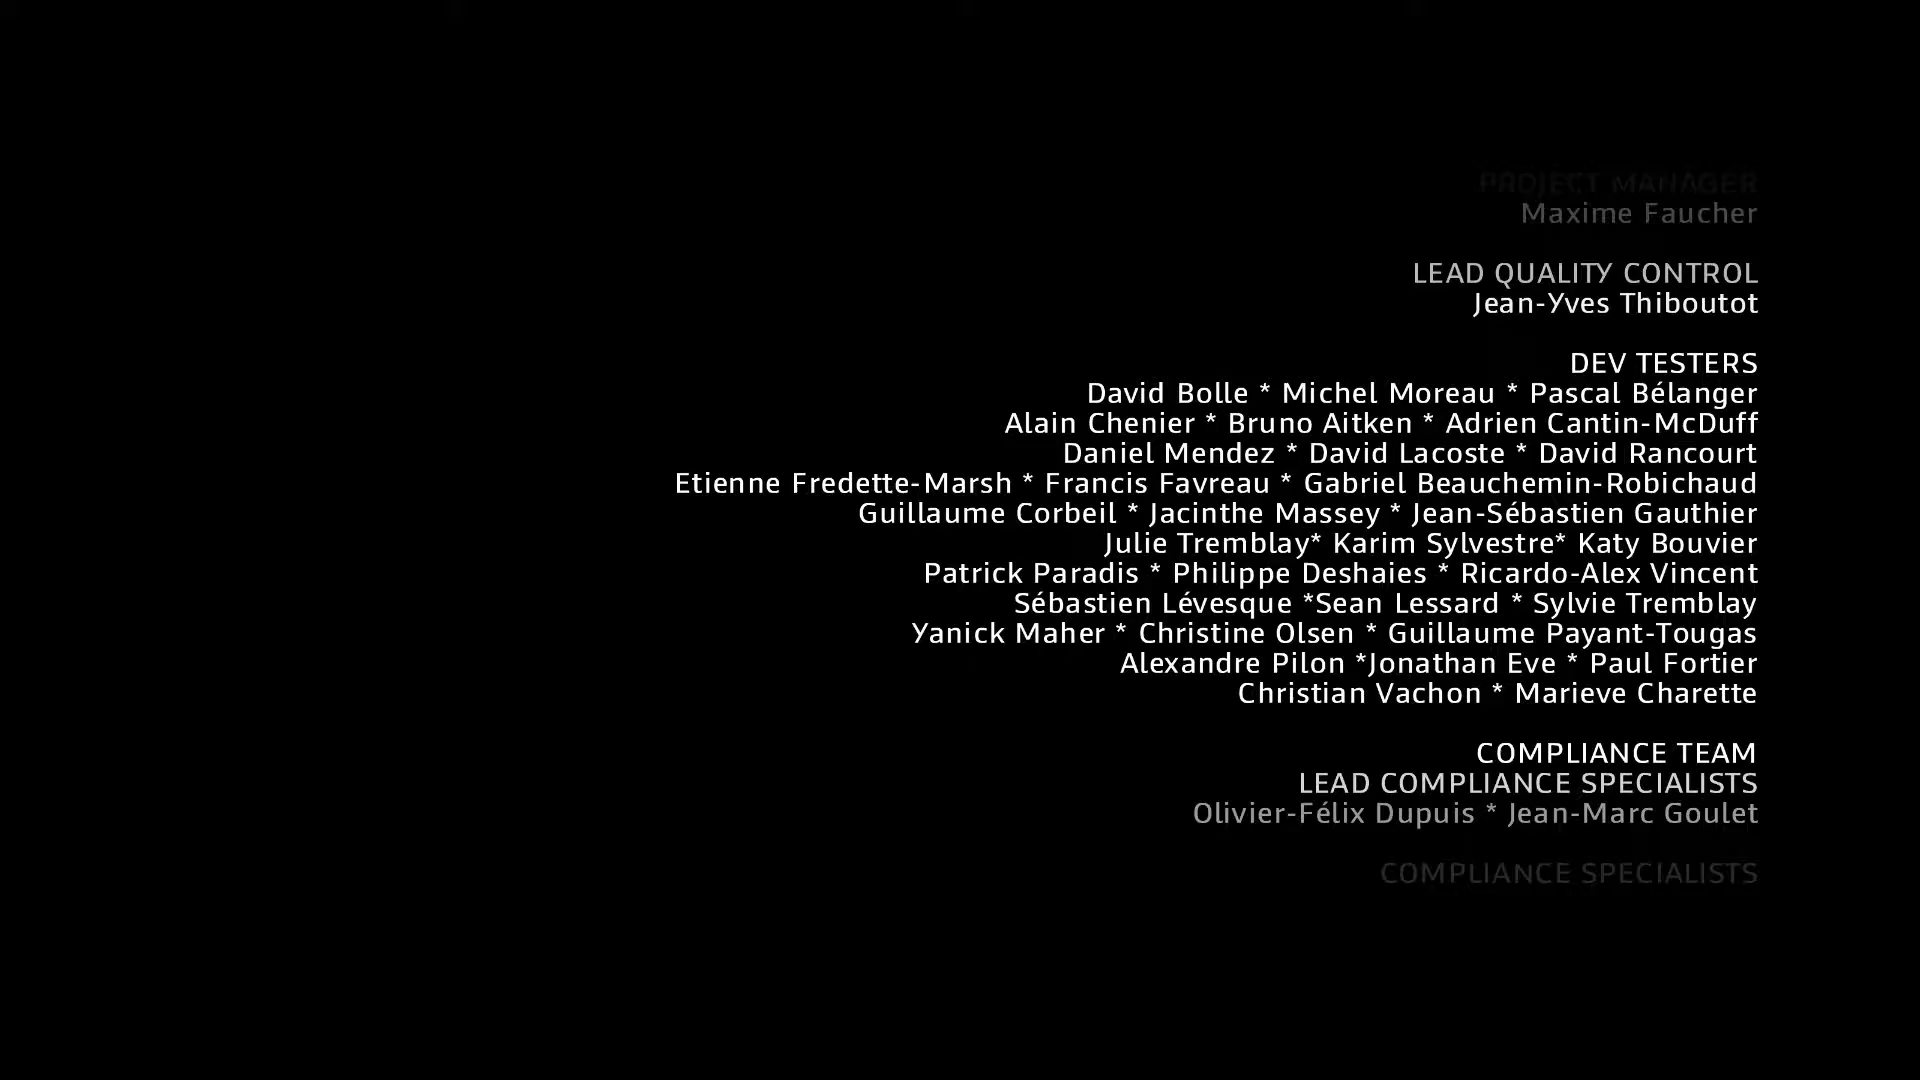 PROJECT MANAGER
Maxime Faucher
LEAD QUALITY CONTROL
Jean-Yves Thiboutot
DEV TESTERS
David Bolle * Michel Moreau * Pascal Bélanger
Alain Chenier * Bruno Aitken * Adrien Cantin-McDuff
Daniel Mendez * David Lacoste * David Rancourt
Etienne Fredette-Marsh * Francis Favreau * Gabriel Beauchemin-Robichaud
Guillaume Corbeil * Jacinthe Massey * Jean-Sébastien Gauthier
Julie Tremblay* Karim Sylvestre* Katy Bouvier
Patrick Paradis * Philippe Deshaies * Ricardo-Alex Vincent
Sébastien Lévesque *Sean Lessard * Sylvie Tremblay
Yanick Maher * Christine Olsen * Guillaume Payant-Tougas
Alexandre Pilon *Jonathan Eve * Paul Fortier
Christian Vachon * Marieve Charette
COMPLIANCE TEAM
LEAD COMPLIANCE SPECIALISTS
Olivier-Félix Dupuis * Jean-Marc Goulet
COMPLIANCE SPECIALISTS